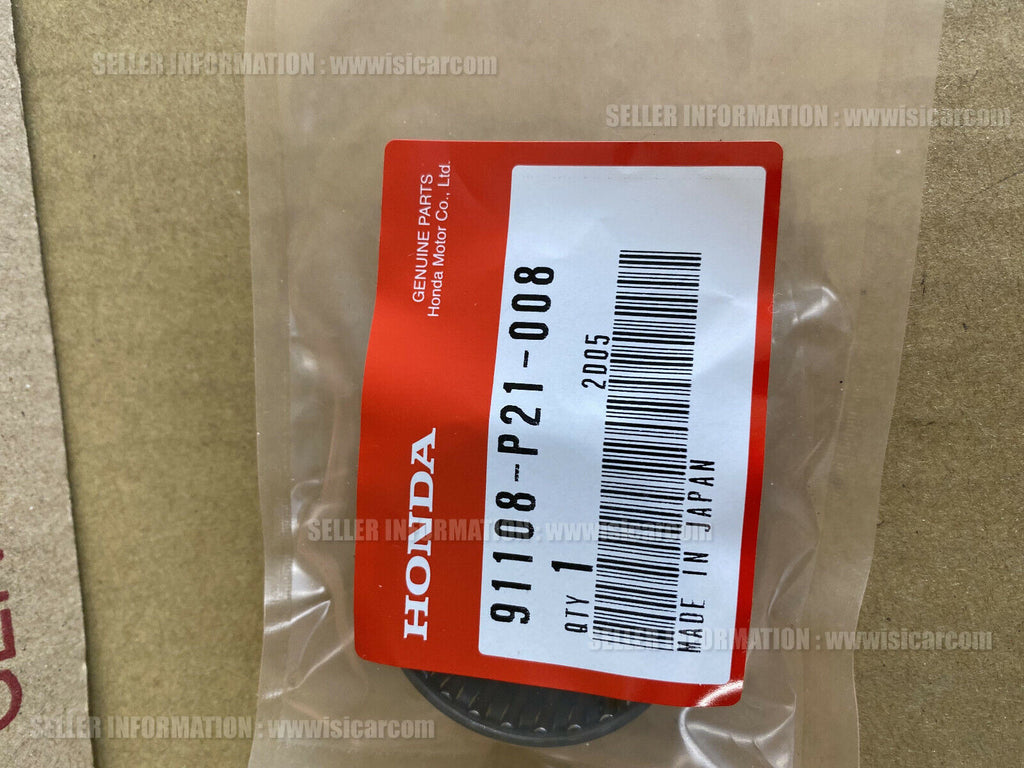 SELLER INFORMATION : wwwisicarcom
SELLER INFORMATION : wwwisicarcom
GENUINE PARTS
Honda Motor Co., Ltd.
HONDA
91108-P21-008
2D05
QTY 1
MADE IN JAPAN
SELLER INFORMATION : wwwisicarcom
SELLER INFORMATION : wwwisicarcom
SELLER INFORMATION : wwwisicarcom